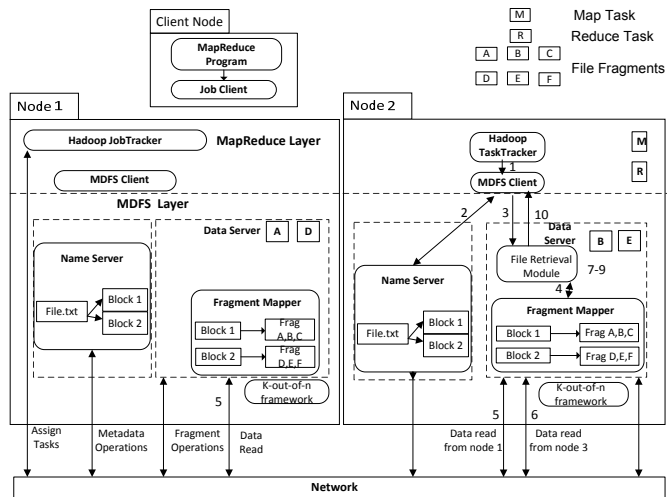 Client Node
MapReduce
Program
Job Client
M
Map Task
R
Reduce Task
A
B
C
File Fragments
D
E
F
Node 1
Hadoop JobTracker
MapReduce Layer
MDFS Client
MDFS Layer
Data Server
A
D
Name Server
File.txt
Block 1
Block 2
Fragment Mapper
Block 1
Frag
A,B,C
Block 2
Frag
D,E,F
K-out-of-n
framework
5
Assign
Tasks
Metadata
Operations
Fragment
Operations
Data
Read
Node 2
Hadoop
TaskTracker
M
R
1
MDFS Client
2
3
10
Data
Server
B
E
File Retrieval
Module
7-9
4
Name Server
File.txt
Block 1
Block 2
Fragment Mapper
Block 1
Frag A,B,C
Block 2
Frag D,E,F
K-out-of-n
framework
5
6
Data read
from node 1
Data read
from node 3
Network